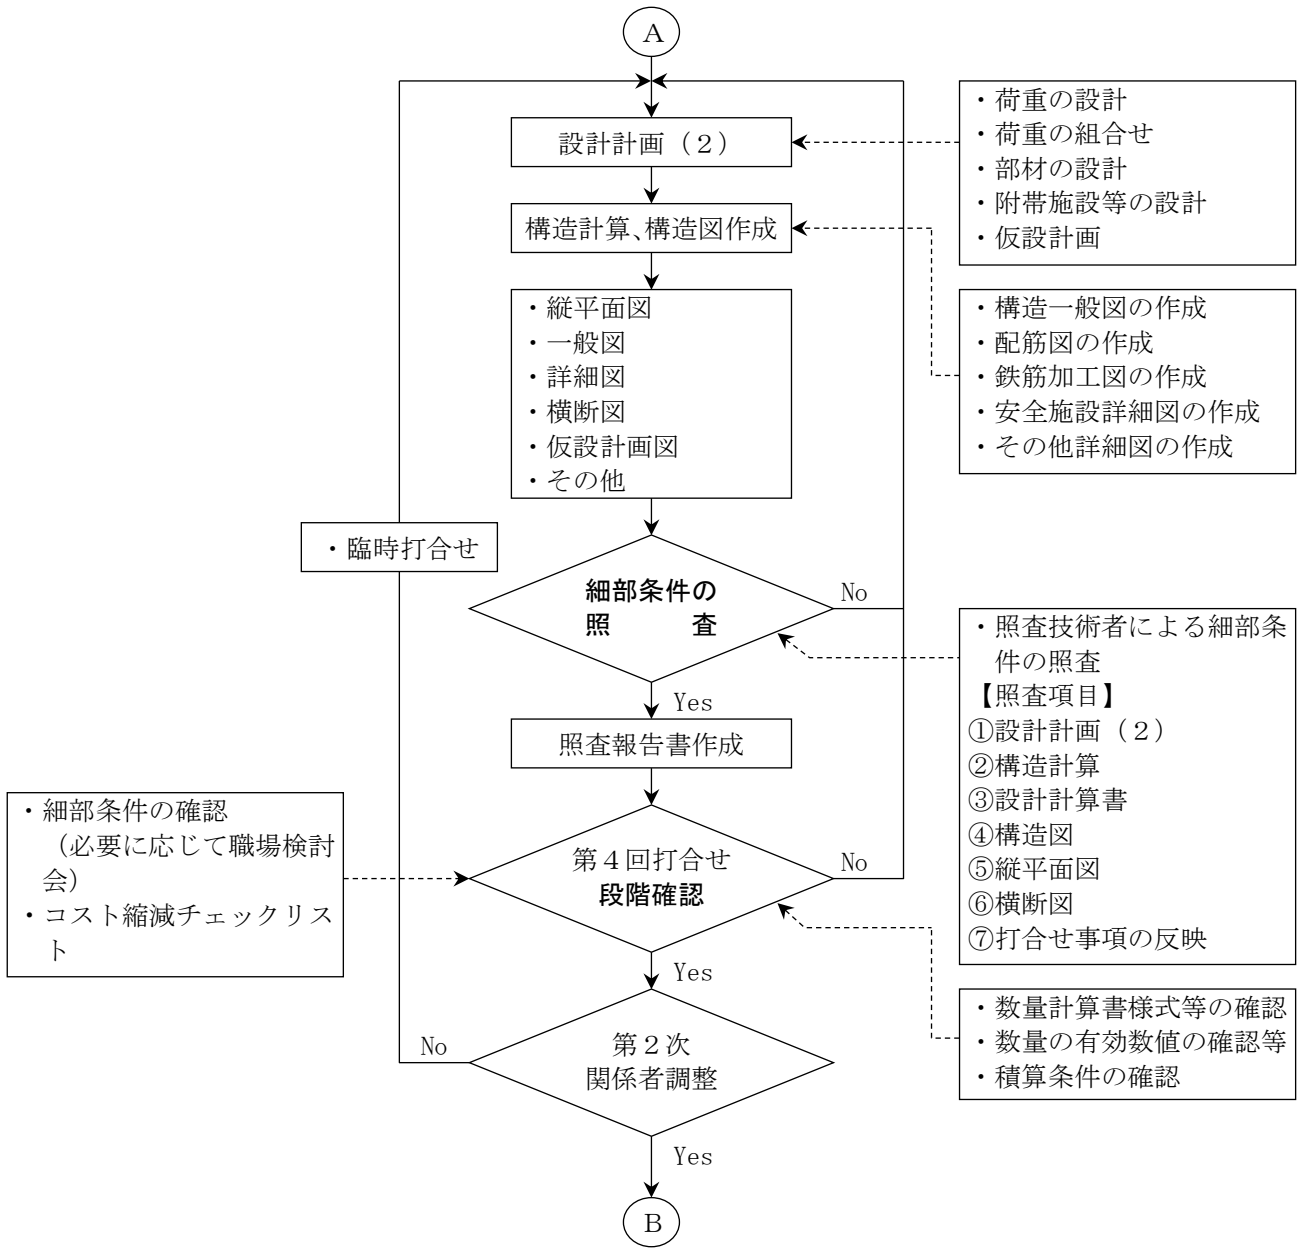 A
設計計画（２）
・荷重の設計
・荷重の組合せ
・部材の設計
・附帯施設等の設計
・仮設計画
構造計算、構造図作成
・縦平面図
・一般図
・詳細図
・横断図
・仮設計画図
・その他
・構造一般図の作成
・配筋図の作成
・鉄筋加工図の作成
・安全施設詳細図の作成
・その他詳細図の作成
・臨時打合せ
細部条件の
照　　　査
No
Yes
・照査技術者による細部条
件の照査
【照査項目】
①設計計画（２）
②構造計算
③設計計算書
④構造図
⑤縦平面図
⑥横断図
⑦打合せ事項の反映
照査報告書作成
・細部条件の確認
（必要に応じて職場検討
会）
・コスト縮減チェックリス
ト
第４回打合せ
段階確認
No
Yes
・数量計算書様式等の確認
・数量の有効数値の確認等
・積算条件の確認
第２次
関係者調整
No
Yes
B